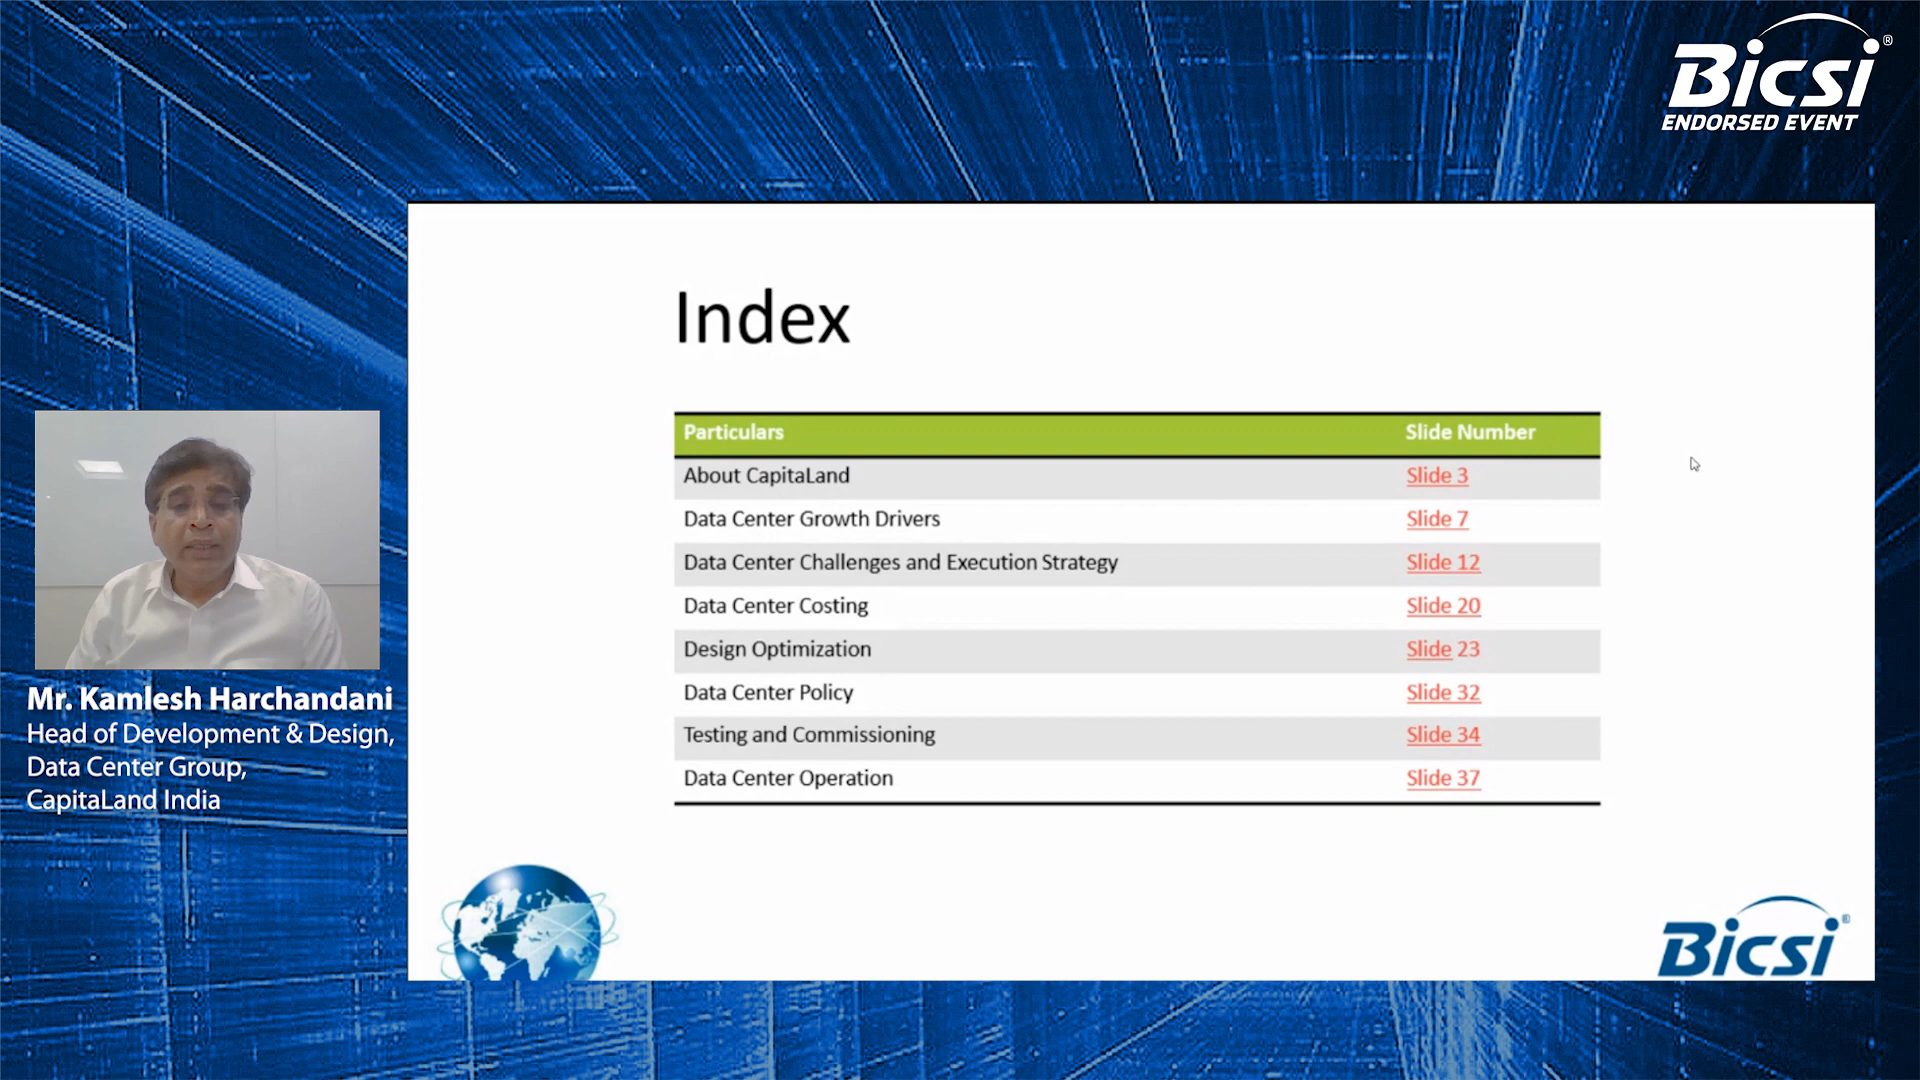 Bicsi®
ENDORSED EVENT
Index
Particulars Slide Number
About CapitaLand Slide 3
Data Center Growth Drivers Slide 7
Data Center Challenges and Execution Strategy Slide 12
Data Center Costing Slide 20
Design Optimization Slide 23
Data Center Policy Slide 32
Testing and Commissioning Slide 34
Data Center Operation Slide 37
Mr. Kamlesh Harchandani
Head of Development & Design,
Data Center Group,
CapitaLand India
Bicsi®